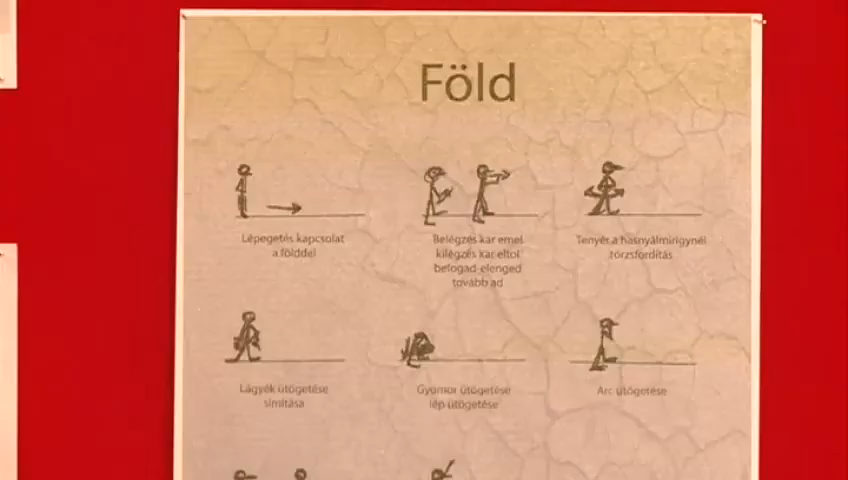 Föld
Lépegetés kapcsolat
a földdel
Belégzés kar emel
kilégzés kar eltol
befogad-elenged
tovább ad
Tenyér a hasnyálmirigynél
törzsfordítás
Lágyék ütögetése
simítása
Gyomor ütögetése
lép ütögetése
Arc ütögetése